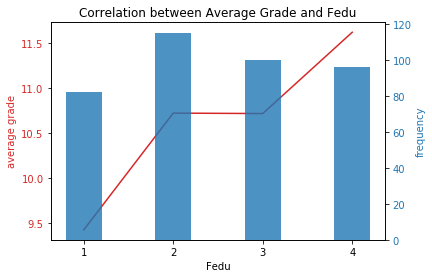 Correlation between Average Grade and Fedu
average grade
11.5
11.0
10.5
10.0
9.5
120
100
80
60
40
20
0
frequency
1 2 3 4
Fedu